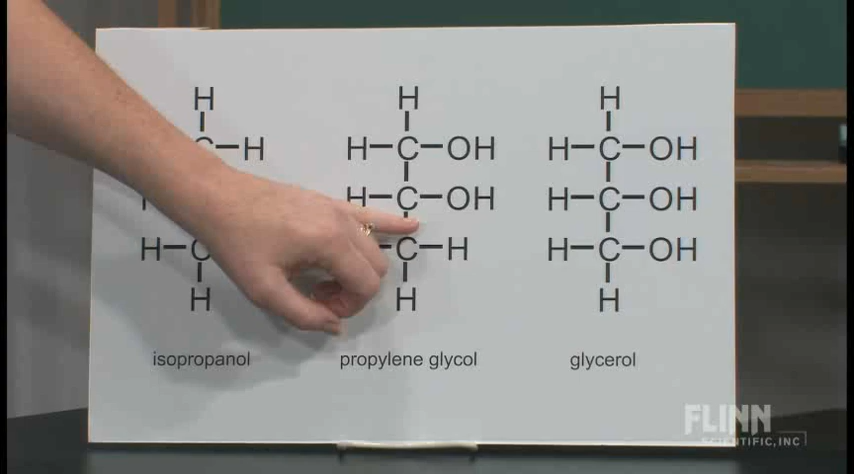 H H H
C—H H—C—OH H—C—OH
H—C—OH H—C—OH
H—C C—H H—C—OH
H H H
isopropanol propylene glycol glycerol
FLINN
SCIENTIFIC, INC